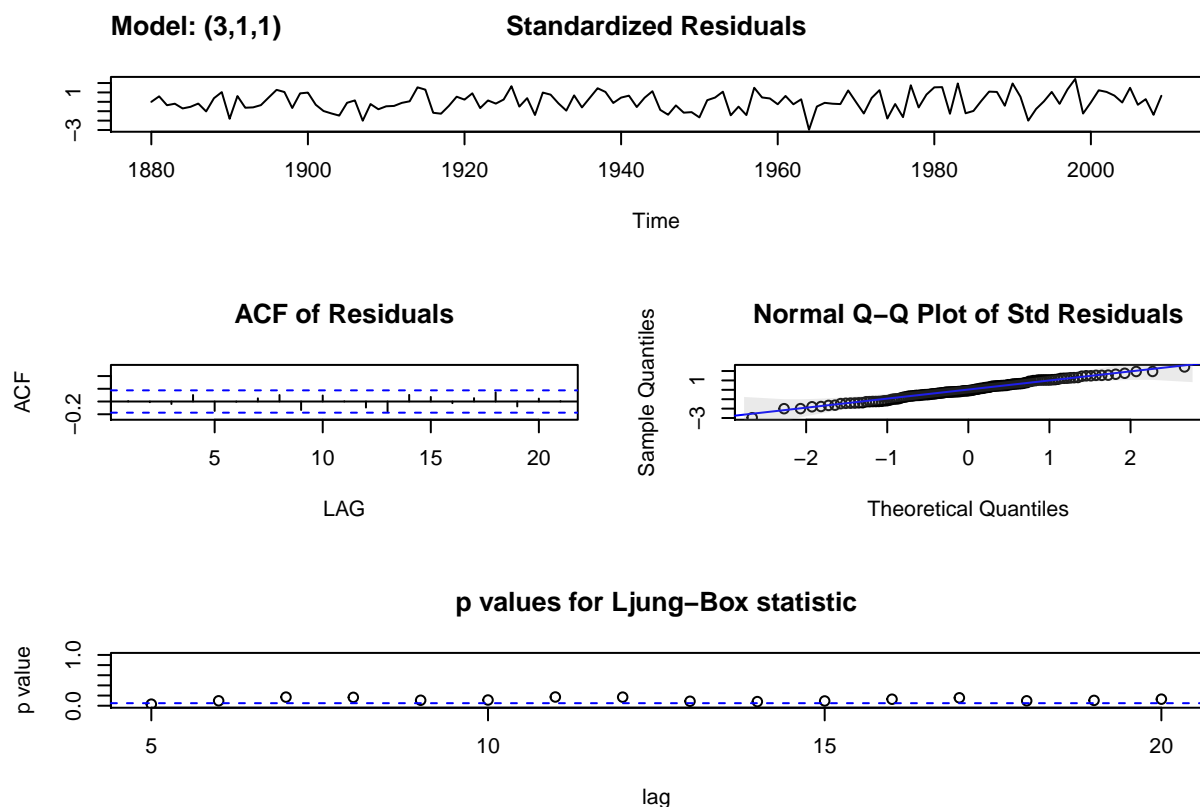 Model: (3,1,1) Standardized Residuals
1
−3
1880 1900 1920 1940 1960 1980 2000
Time
ACF of Residuals
ACF
−0.2
5 10 15 20
LAG
Normal Q−Q Plot of Std Residuals
Sample Quantiles
1
−3
−2 −1 0 1 2
Theoretical Quantiles
p values for Ljung−Box statistic
p value
1.0
0.0
5 10 15 20
lag